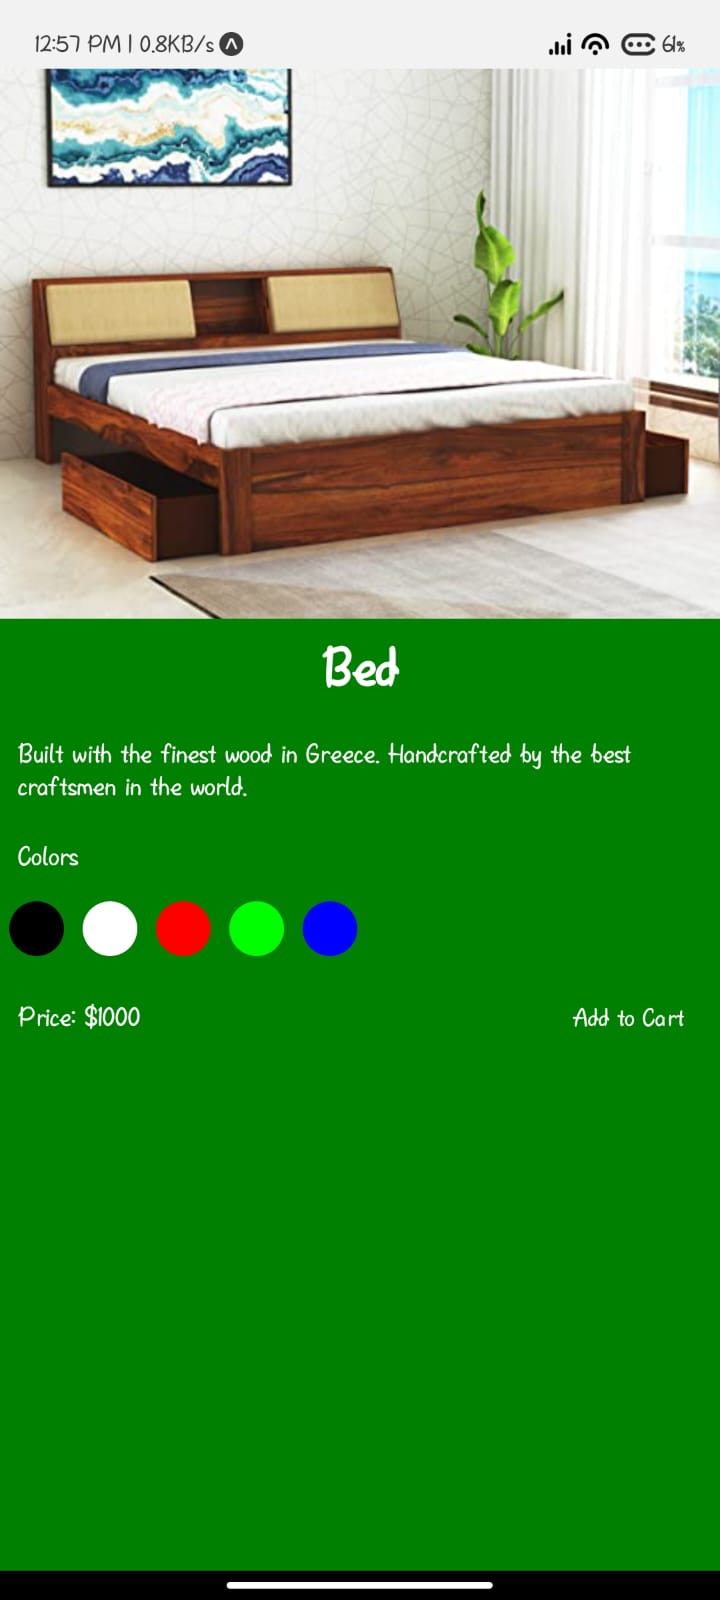 12:57 PM | 0.8KB/s
61%
Bed
Built with the finest wood in Greece. Handcrafted by the best
craftsmen in the world.
Colors
Price: $1000
Add to Cart